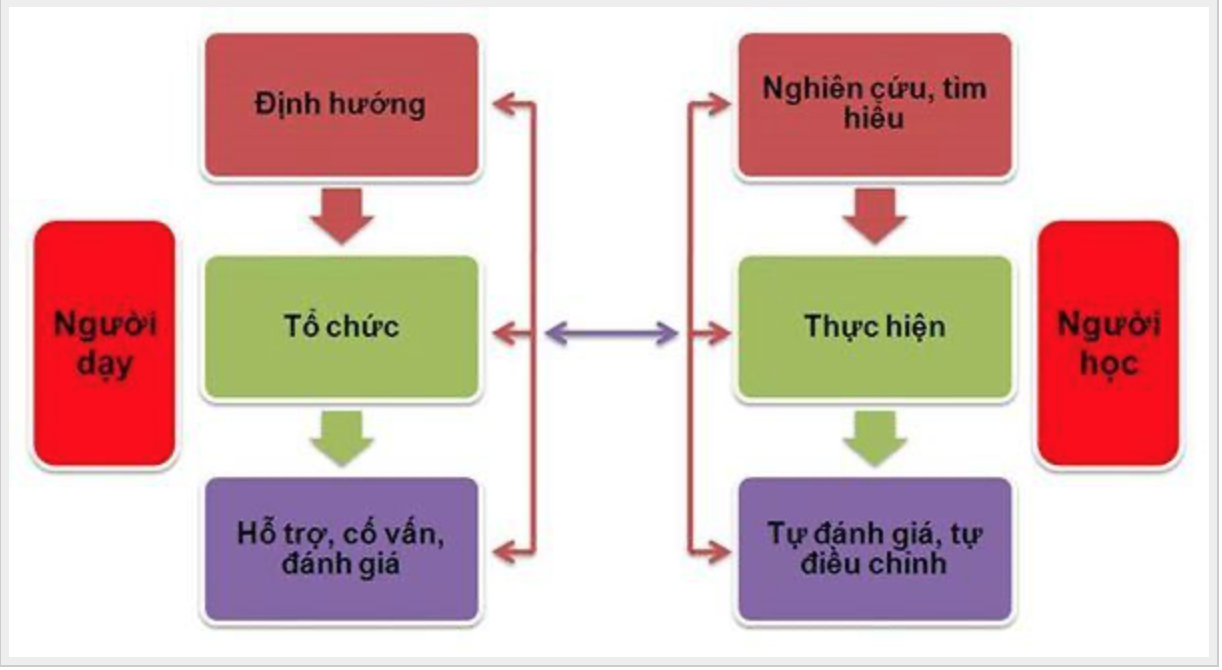 Định hướng
Nghiên cứu, tìm
hiểu
Người
dạy
Tổ chức
Thực hiện
Người
học
Hỗ trợ, cố vấn,
đánh giá
Tự đánh giá, tự
điều chỉnh